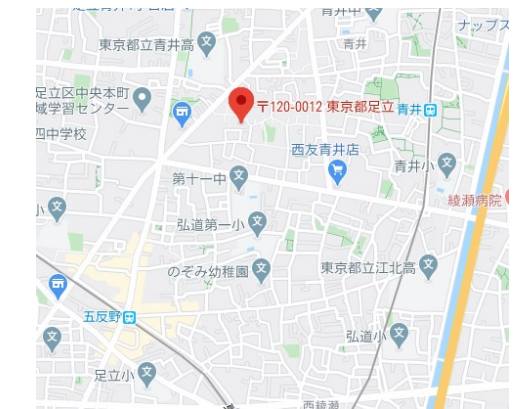 青井中
ナップス
東京都立青井高
青井
足立区中央本町
域学習センター
〒120-0012 東京都足立
青井
四中学校
西友青井店
青井小
第十一中
綾瀬病院
小
弘道第一小
のぞみ幼稚園
東京都立江北高
五反野
弘道小
足立小
西綾瀬